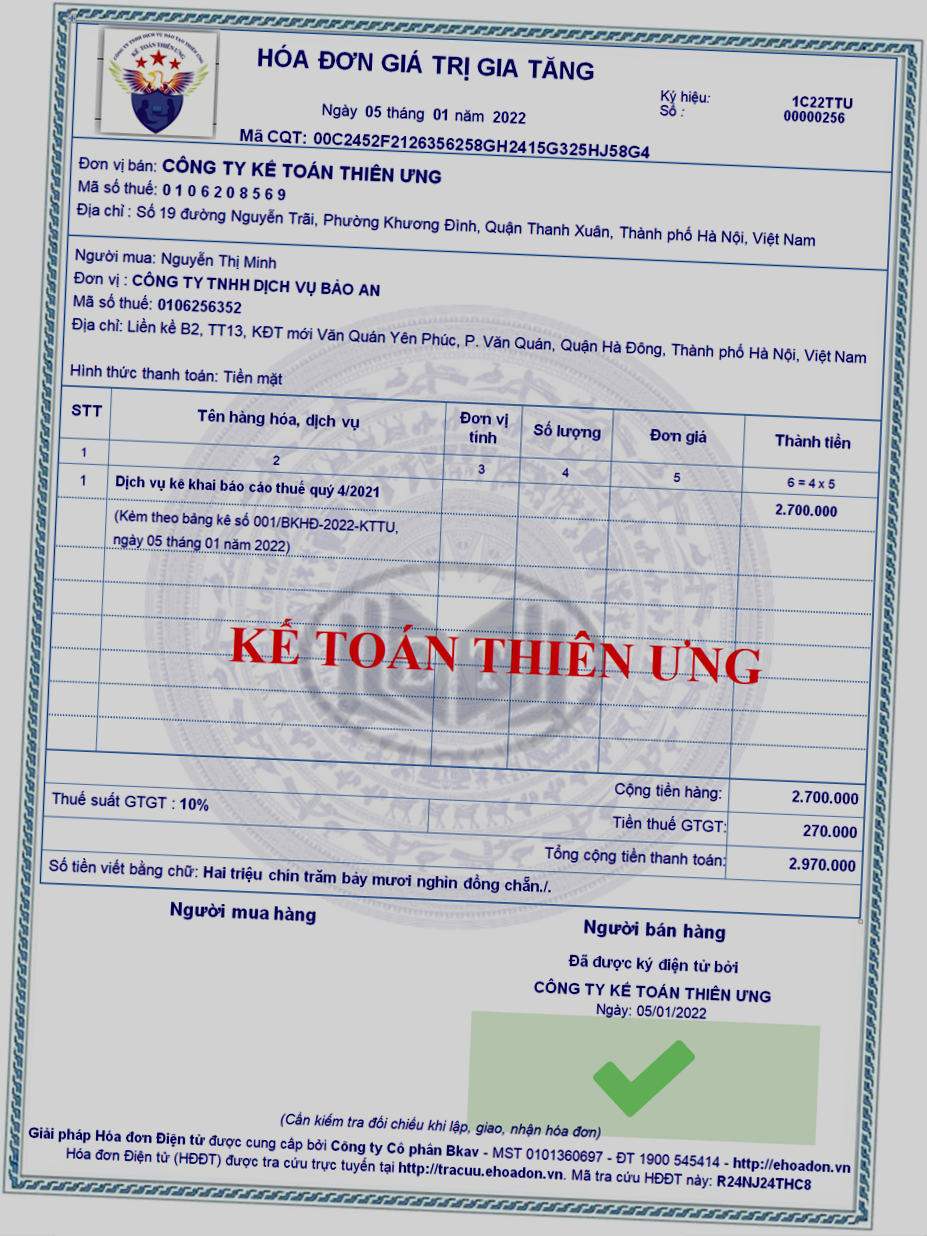 CÔNG TY TNHH DỊCH VỤ ĐÀO TẠO THIÊN ƯNG
KẾ TOÁN THIÊN ƯNG
HÓA ĐƠN GIÁ TRỊ GIA TĂNG
Ngày 05 tháng 01 năm 2022
Ký hiệu: 1C22TTU
Số : 00000256
Mã CQT: 00C2452F2126356258GH2415G325HJ58G4
Đơn vị bán: CÔNG TY KẾ TOÁN THIÊN ƯNG
Mã số thuế: 0 1 0 6 2 0 8 5 6 9
Địa chỉ : Số 19 đường Nguyễn Trãi, Phường Khương Đình, Quận Thanh Xuân, Thành phố Hà Nội, Việt Nam
Người mua: Nguyễn Thị Minh
Đơn vị : CÔNG TY TNHH DỊCH VỤ BẢO AN
Mã số thuế: 0106256352
Địa chỉ: Liền kề B2, TT13, KĐT mới Văn Quán Yên Phúc, P. Văn Quán, Quận Hà Đông, Thành phố Hà Nội, Việt Nam
Hình thức thanh toán: Tiền mặt
STT Tên hàng hóa, dịch vụ Đơn vị tính Số lượng Đơn giá Thành tiền
1 2 3 4 5 6 = 4 x 5
1 Dịch vụ kê khai báo cáo thuế quý 4/2021 2.700.000
(Kèm theo bảng kê số 001/BKHĐ-2022-KTTU,
ngày 05 tháng 01 năm 2022)
KẾ TOÁN THIÊN ƯNG
Cộng tiền hàng: 2.700.000
Thuế suất GTGT : 10% Tiền thuế GTGT: 270.000
Tổng cộng tiền thanh toán: 2.970.000
Số tiền viết bằng chữ: Hai triệu chín trăm bảy mươi nghìn đồng chẵn./.
Người mua hàng Người bán hàng
Đã được ký điện tử bởi
CÔNG TY KẾ TOÁN THIÊN ƯNG
Ngày: 05/01/2022
(Cần kiểm tra đối chiếu khi lập, giao, nhận hóa đơn)
Giải pháp Hóa đơn Điện tử được cung cấp bởi Công ty Cổ phần Bkav - MST 0101360697 - ĐT 1900 545414 - http://ehoadon.vn
Hóa đơn Điện tử (HĐĐT) được tra cứu trực tuyến tại http://tracuu.ehoadon.vn. Mã tra cứu HĐĐT này: R24NJ24THC8